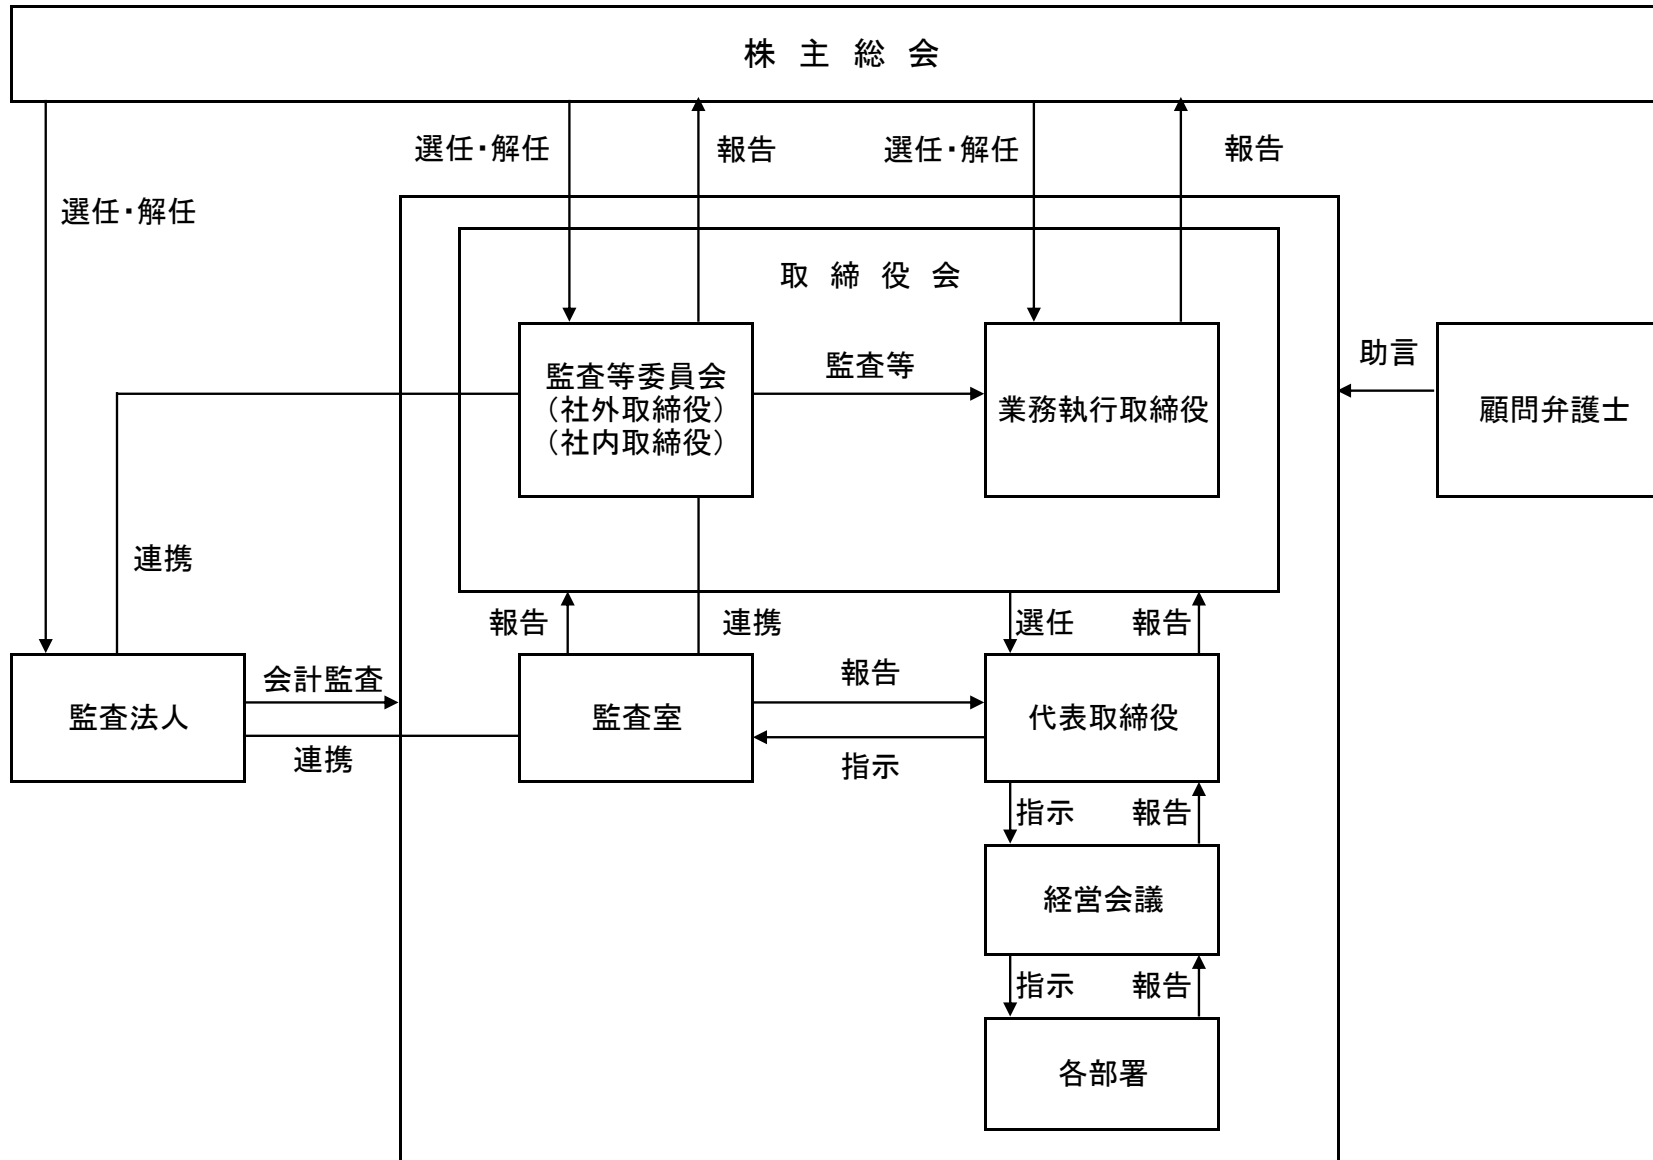 株主総会
選任・解任
報告
選任・解任
報告
選任・解任
取締役会
監査等委員会
（社外取締役）
（社内取締役）
監査等
業務執行取締役
助言
顧問弁護士
連携
報告
連携
選任
報告
監査法人
会計監査
連携
監査室
報告
指示
代表取締役
指示
報告
経営会議
指示
報告
各部署